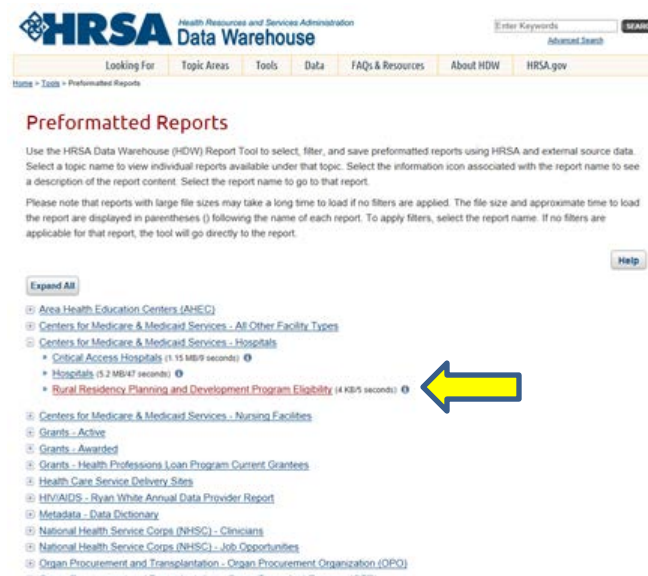 HRSA Health Resources and Services Administration
Data Warehouse
Enter Keywords SEARC
Advanced Search
Looking For Topic Areas Tools Data FAQs & Resources About HDW HRSA.gov
Home > Tools > Preformatted Reports
Preformatted Reports
Use the HRSA Data Warehouse (HDW) Report Tool to select, filter, and save preformatted reports using HRSA and external source data.
Select a topic name to view individual reports available under that topic. Select the information icon associated with the report name to see
a description of the report content. Select the report name to go to that report.
Please note that reports with large file sizes may take a long time to load if no filters are applied. The file size and approximate time to load
the report are displayed in parentheses () following the name of each report. To apply filters, select the report name. If no filters are
applicable for that report, the tool will go directly to the report.
Help
Expand All
Area Health Education Centers (AHEC)
Centers for Medicare & Medicaid Services - All Other Facility Types
Centers for Medicare & Medicaid Services - Hospitals
Critical Access Hospitals (1.15 MB/9 seconds)
Hospitals (5.2 MB/47 seconds)
Rural Residency Planning and Development Program Eligibility (4 KB/5 seconds)
Centers for Medicare & Medicaid Services - Nursing Facilities
Grants - Active
Grants - Awarded
Grants - Health Professions Loan Program Current Grantees
Health Care Service Delivery Sites
HIV/AIDS - Ryan White Annual Data Provider Report
Metadata - Data Dictionary
National Health Service Corps (NHSC) - Clinicians
National Health Service Corps (NHSC) - Job Opportunities
Organ Procurement and Transplantation - Organ Procurement Organization (OPO)